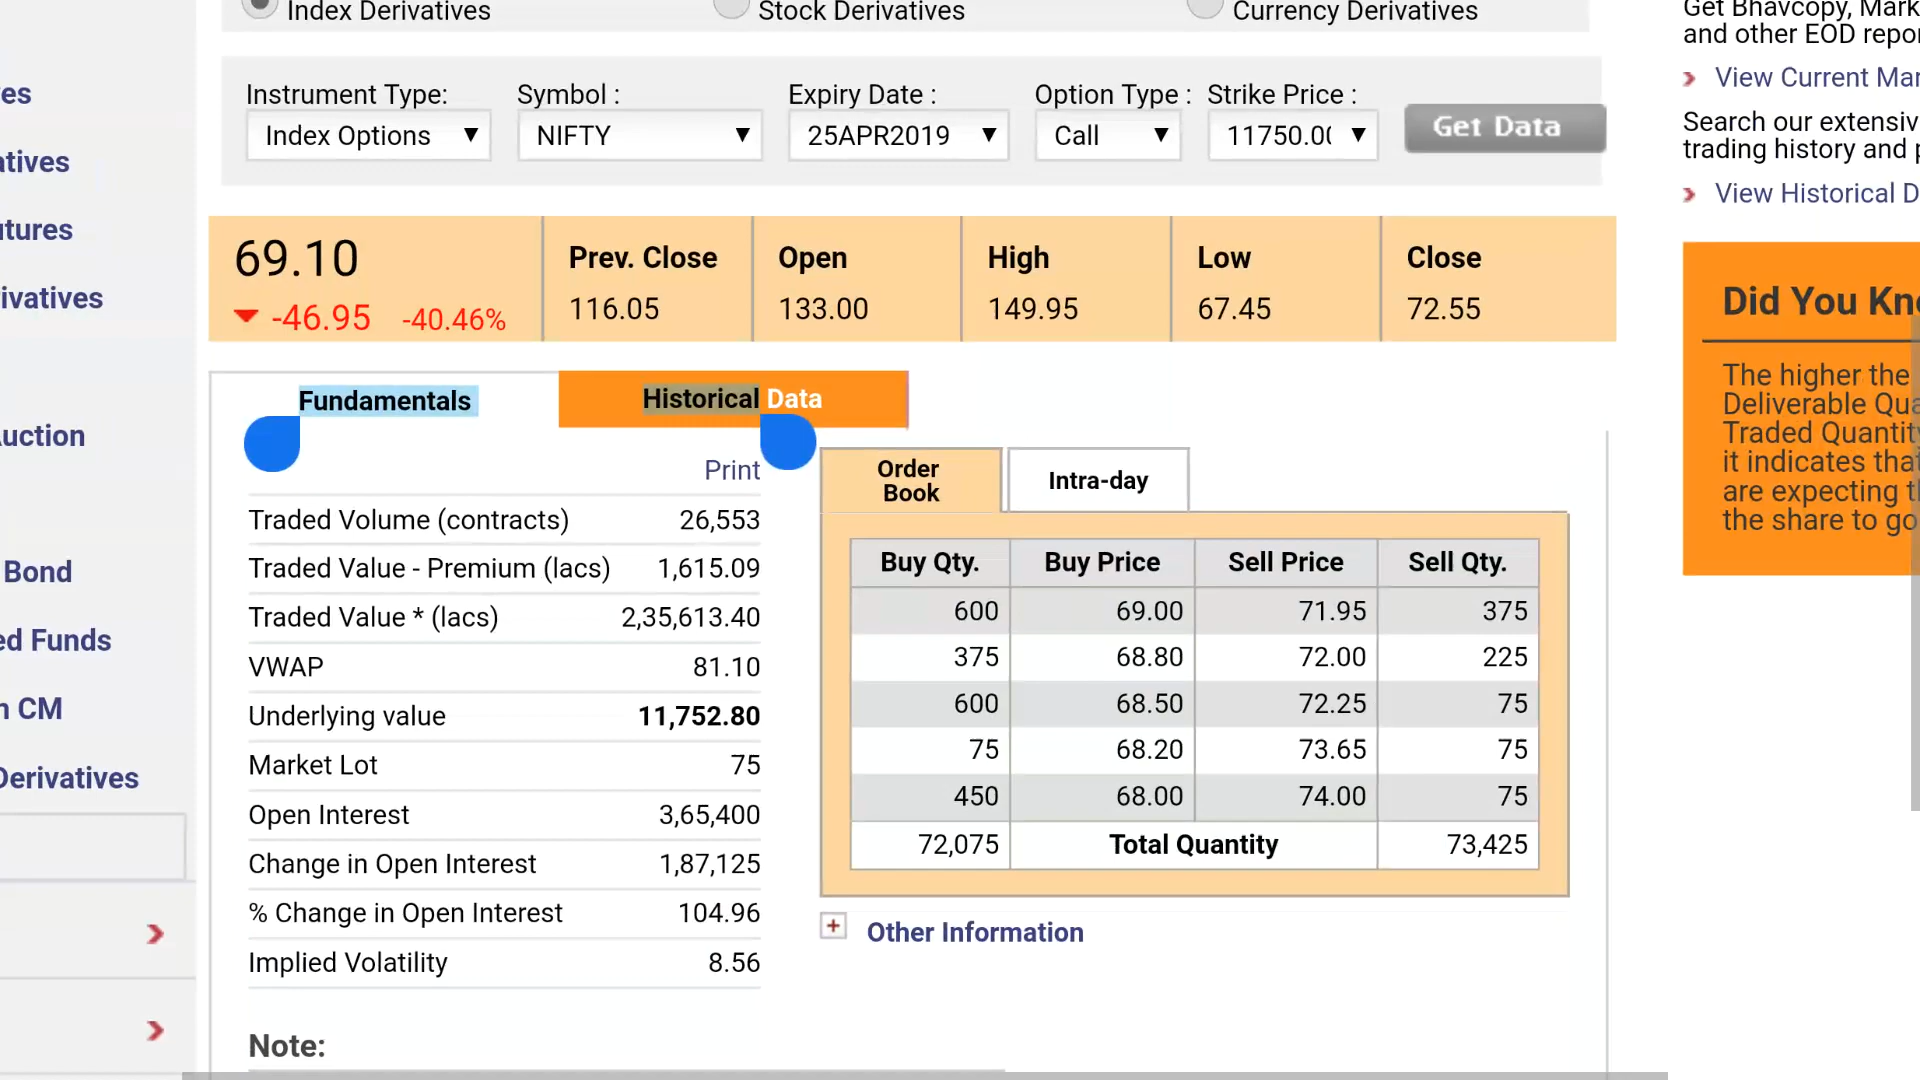 Index Derivatives
Stock Derivatives
Currency Derivatives
Get Bhavcopy, Mark
and other EOD repor
View Current Mar
Search our extensiv
trading history and p
View Historical D
Instrument Type:
Symbol :
Expiry Date :
Option Type :
Strike Price :
Index Options
NIFTY
25APR2019
Call
11750.0
Get Data
es
atives
utures
ivatives
Auction
Bond
ed Funds
n CM
Derivatives
69.10
-46.95 -40.46%
Prev. Close
116.05
Open
133.00
High
149.95
Low
67.45
Close
72.55
Fundamentals
Historical Data
Print
Traded Volume (contracts) 26,553
Traded Value - Premium (lacs) 1,615.09
Traded Value * (lacs) 2,35,613.40
VWAP 81.10
Underlying value 11,752.80
Market Lot 75
Open Interest 3,65,400
Change in Open Interest 1,87,125
% Change in Open Interest 104.96
Implied Volatility 8.56
Note:
Order
Book
Intra-day
Buy Qty. Buy Price Sell Price Sell Qty.
600 69.00 71.95 375
375 68.80 72.00 225
600 68.50 72.25 75
75 68.20 73.65 75
450 68.00 74.00 75
72,075 Total Quantity 73,425
Other Information
Did You Kn
The higher the
Deliverable Qua
Traded Quantity
it indicates that
are expecting t
the share to go